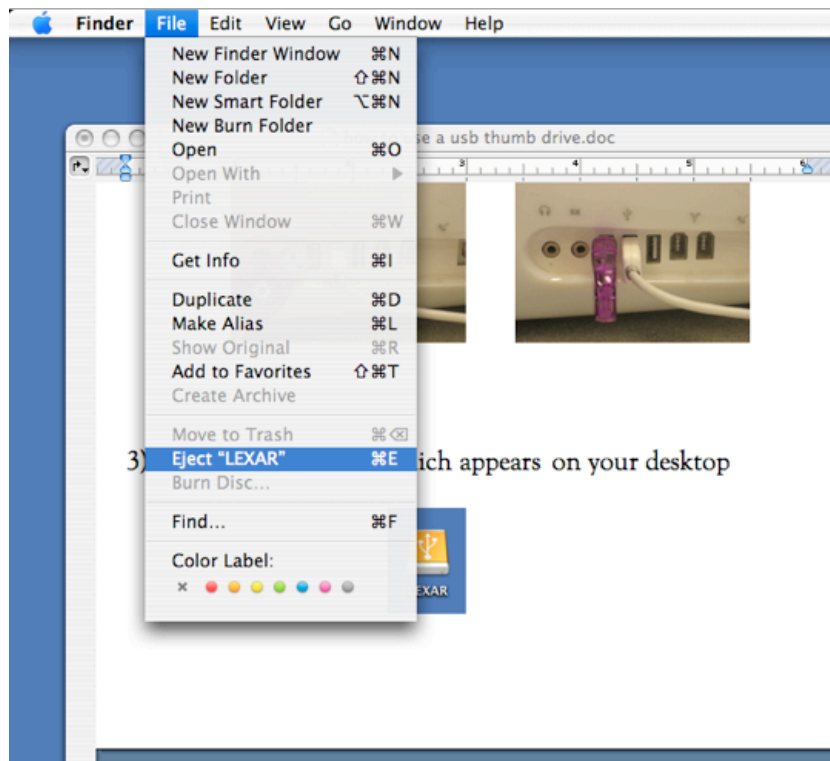 Finder File Edit View Go Window Help
New Finder Window ⌘N
New Folder ⇧⌘N
New Smart Folder ⌥⌘N
New Burn Folder
use a usb thumb drive.doc
Open ⌘O
Open With ▶
Print
3 4 5 6
Close Window ⌘W
Get Info ⌘I
Duplicate ⌘D
Make Alias ⌘L
Show Original ⌘R
Add to Favorites ⇧⌘T
Create Archive
Move to Trash ⌘⌫
3) Eject “LEXAR” ⌘E ich appears on your desktop
Burn Disc...
Find... ⌘F
Color Label:
EXAR